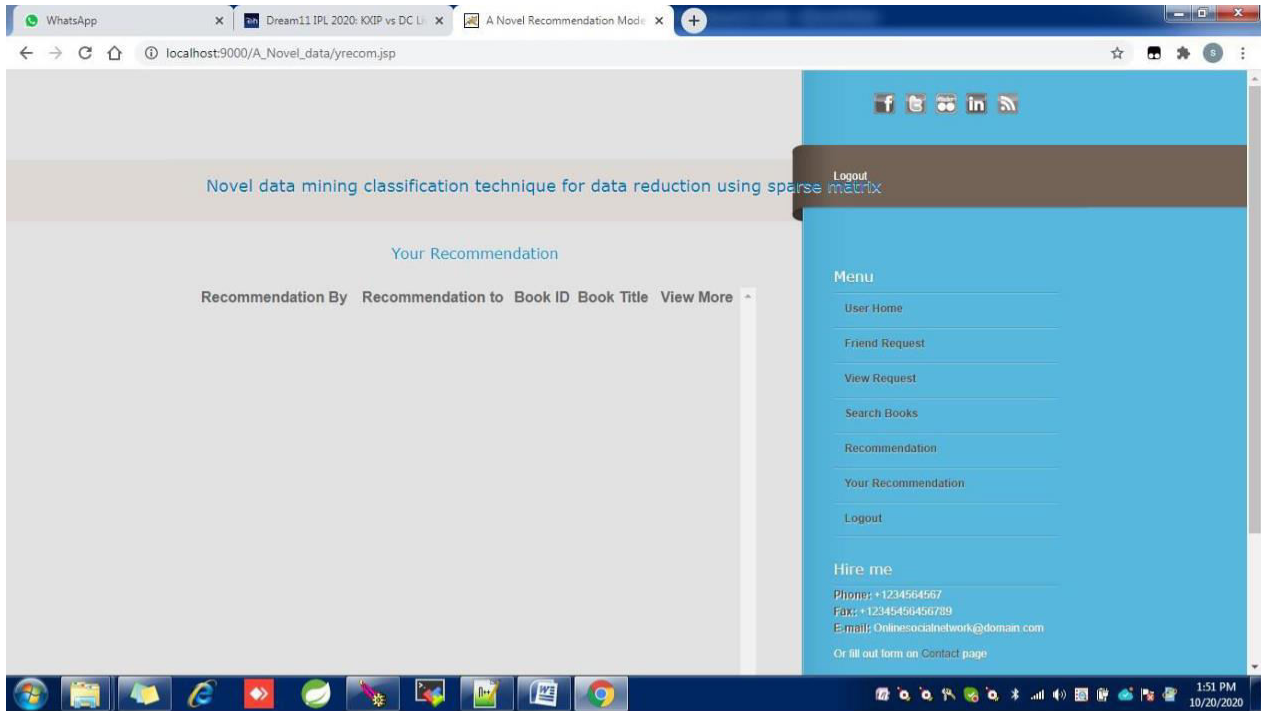 WhatsApp
Dream11 IPL 2020: KXIP vs DC Li
A Novel Recommendation Mode
localhost:9000/A_Novel_data/yrecom.jsp
Logout
Novel data mining classification technique for data reduction using sparse matrix
Your Recommendation
Recommendation By Recommendation to Book ID Book Title View More
Menu
User Home
Friend Request
View Request
Search Books
Recommendation
Your Recommendation
Logout
Hire me
Phone: +1234564567
Fax: +12345456456789
E-mail: Onlinesocialnetwork@domain.com
Or fill out form on Contact page
1:51 PM
10/20/2020